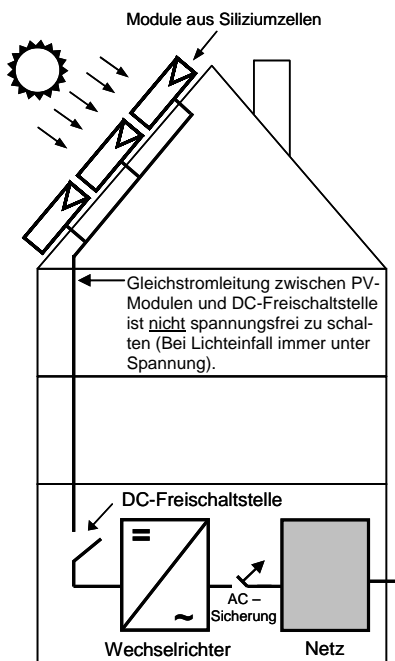 Module aus Siliziumzellen
Gleichstromleitung zwischen PV-
Modulen und DC-Freischaltstelle
ist nicht spannungsfrei zu schal-
ten (Bei Lichteinfall immer unter
Spannung).
DC-Freischaltstelle
=
~
AC –
Sicherung
Wechselrichter
Netz